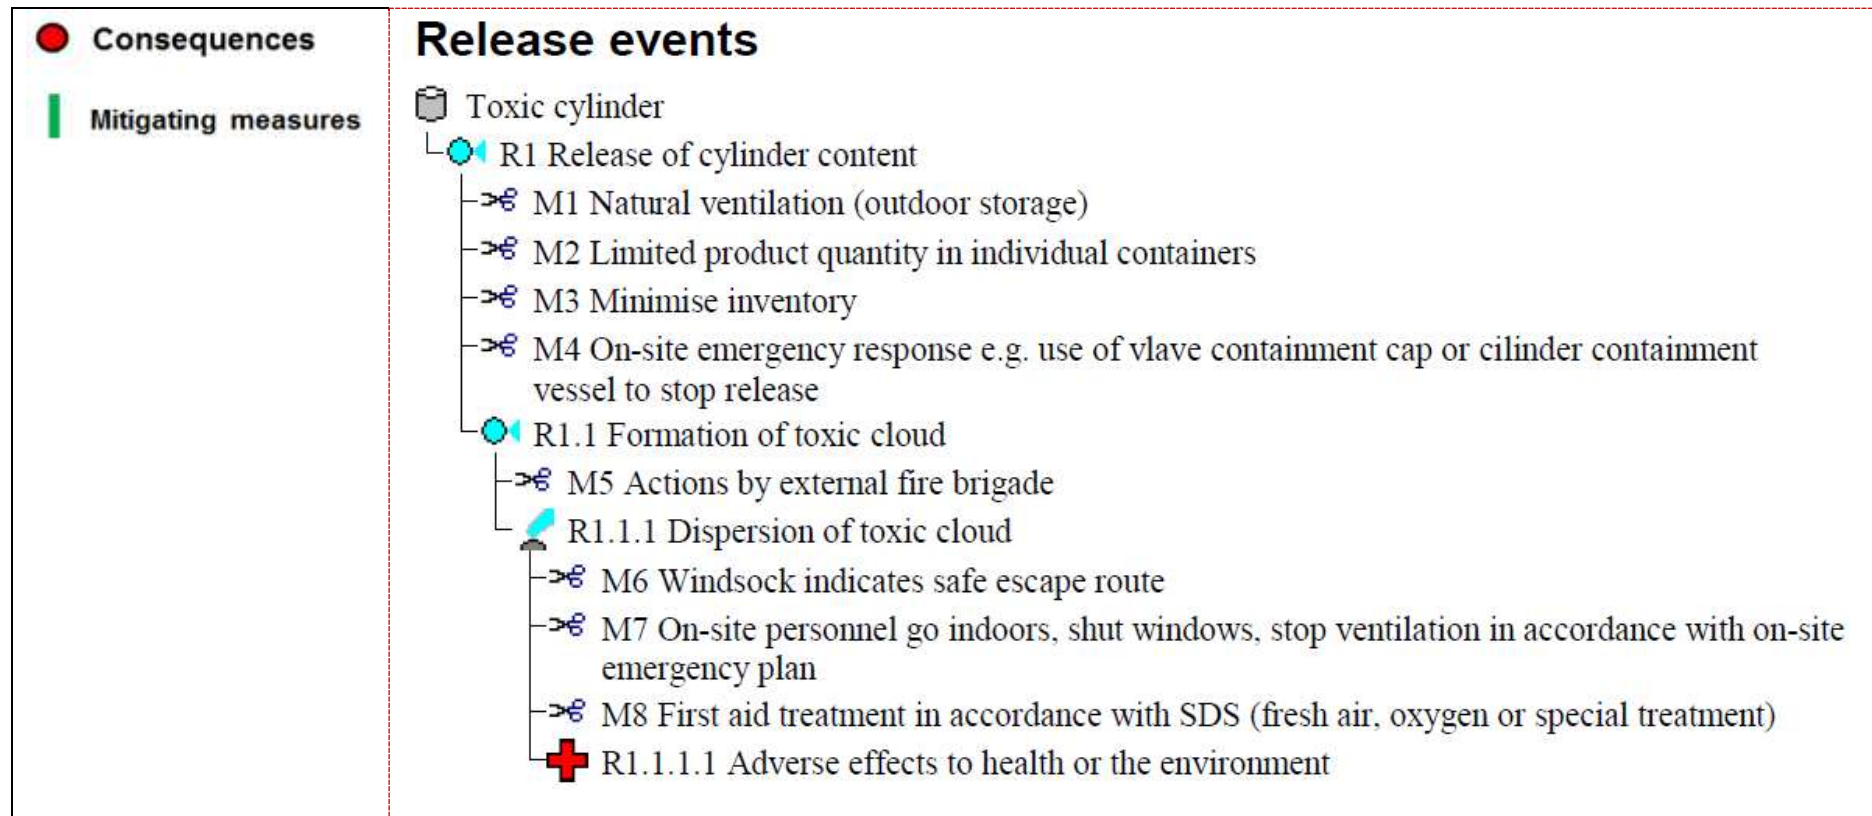 Consequences
Mitigating measures
Release events
Toxic cylinder
R1 Release of cylinder content
M1 Natural ventilation (outdoor storage)
M2 Limited product quantity in individual containers
M3 Minimise inventory
M4 On-site emergency response e.g. use of vlave containment cap or cilinder containment
vessel to stop release
R1.1 Formation of toxic cloud
M5 Actions by external fire brigade
R1.1.1 Dispersion of toxic cloud
M6 Windsock indicates safe escape route
M7 On-site personnel go indoors, shut windows, stop ventilation in accordance with on-site
emergency plan
M8 First aid treatment in accordance with SDS (fresh air, oxygen or special treatment)
R1.1.1.1 Adverse effects to health or the environment